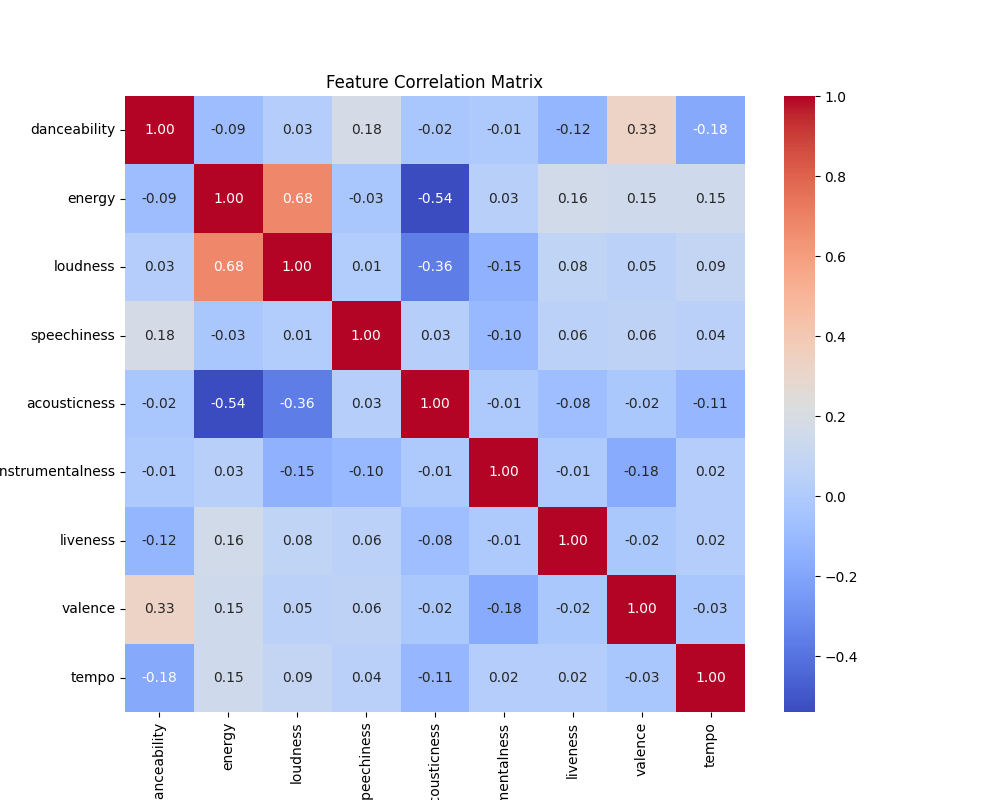 Feature Correlation Matrix
danceability 1.00 -0.09 0.03 0.18 -0.02 -0.01 -0.12 0.33 -0.18
energy -0.09 1.00 0.68 -0.03 -0.54 0.03 0.16 0.15 0.15
loudness 0.03 0.68 1.00 0.01 -0.36 -0.15 0.08 0.05 0.09
speechiness 0.18 -0.03 0.01 1.00 0.03 -0.10 0.06 0.06 0.04
acousticness -0.02 -0.54 -0.36 0.03 1.00 -0.01 -0.08 -0.02 -0.11
nstrumentalness -0.01 0.03 -0.15 -0.10 -0.01 1.00 -0.01 -0.18 0.02
liveness -0.12 0.16 0.08 0.06 -0.08 -0.01 1.00 -0.02 0.02
valence 0.33 0.15 0.05 0.06 -0.02 -0.18 -0.02 1.00 -0.03
tempo -0.18 0.15 0.09 0.04 -0.11 0.02 0.02 -0.03 1.00
anceability
energy
loudness
peechiness
cousticness
mentalness
liveness
valence
tempo
1.0
0.8
0.6
0.4
0.2
0.0
−0.2
−0.4